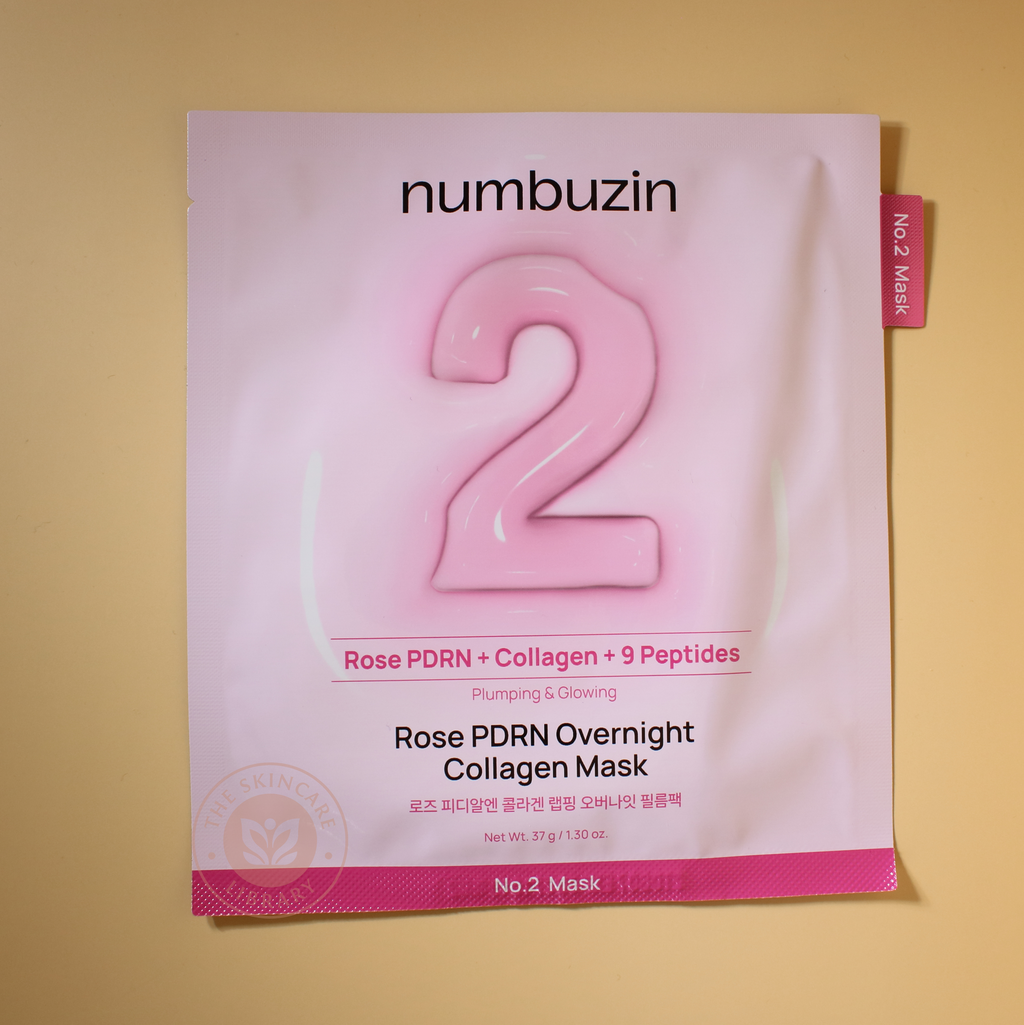 numbuzin
No.2 Mask
2
Rose PDRN + Collagen + 9 Peptides
Plumping & Glowing
Rose PDRN Overnight
Collagen Mask
로즈 피디알엔 콜라겐 랩핑 오버나잇 필름팩
Net Wt. 37 g / 1.30 oz.
THE SKINCARE
LIBRARY
No.2 Mask